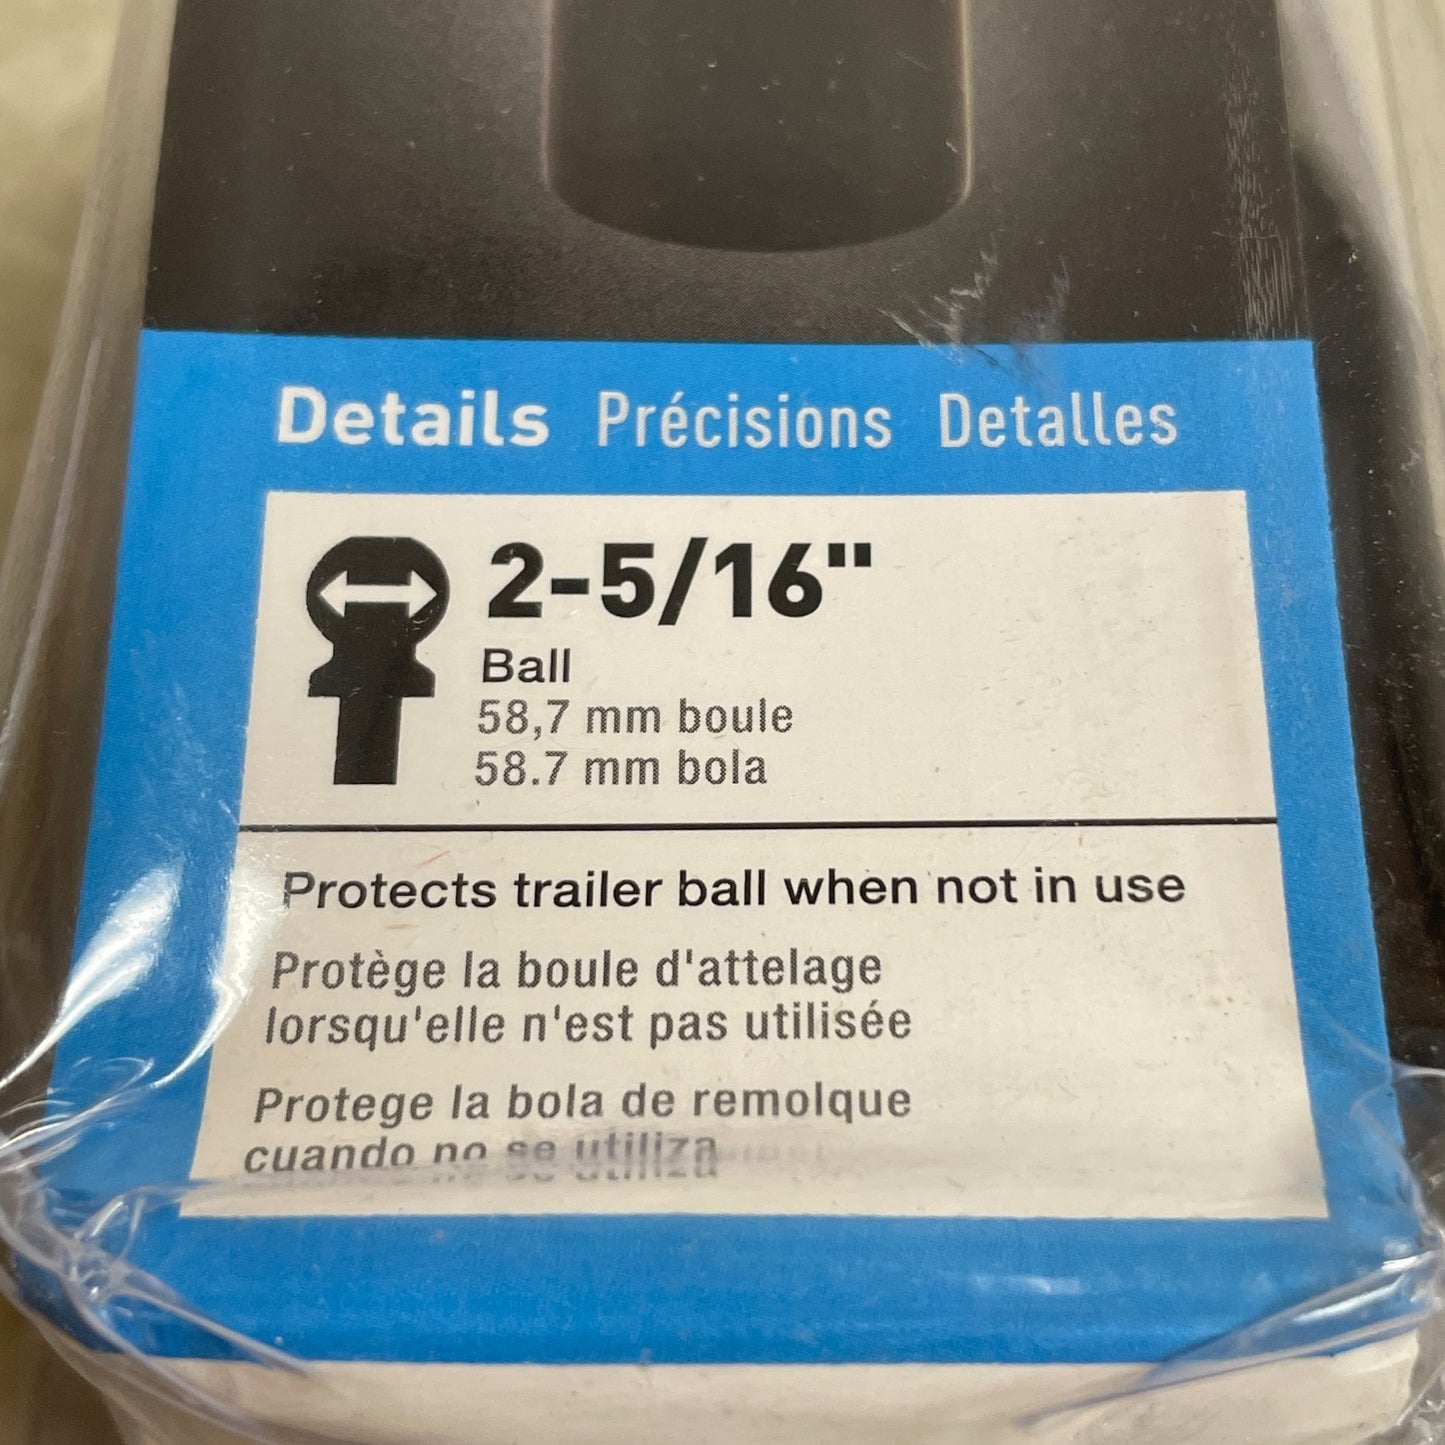 Details Précisions Detalles
2-5/16"
Ball
58,7 mm boule
58.7 mm bola
Protects trailer ball when not in use
Protège la boule d'attelage
lorsqu'elle n'est pas utilisée
Protege la bola de remolque
cuando no se utiliza